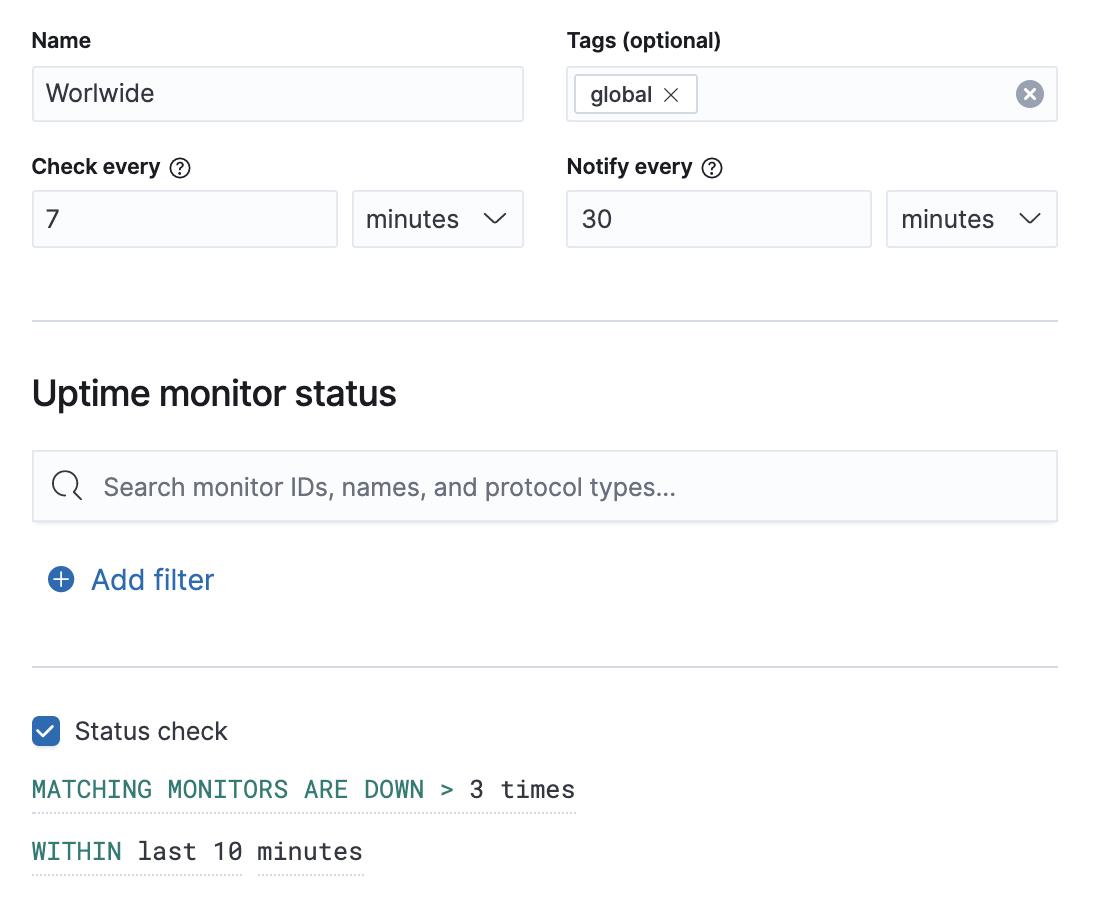 Name
Tags (optional)
Worlwide
global
Check every
Notify every
7
minutes
30
minutes
Uptime monitor status
Search monitor IDs, names, and protocol types...
Add filter
Status check
MATCHING MONITORS ARE DOWN > 3 times
WITHIN last 10 minutes